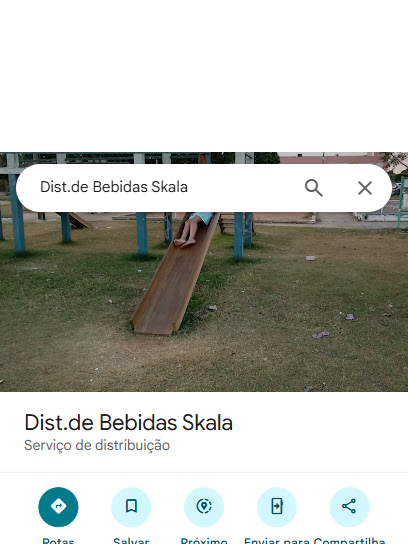 Dist.de Bebidas Skala
Dist.de Bebidas Skala
Serviço de distribuição
Rotas
Salvar
Próximo
Enviar para
Compartilha